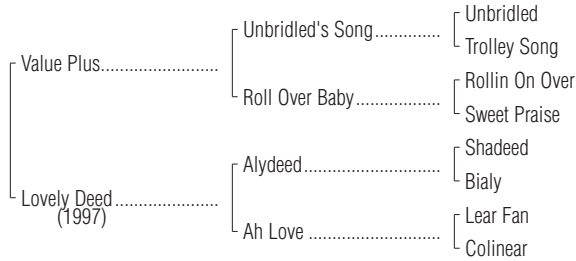 Unbridled
Unbridled's Song..............
Trolley Song
Value Plus.........................
Rollin On Over
Roll Over Baby..................
Sweet Praise
Shadeed
Alydeed.............................
Bialy
Lovely Deed......................
(1997)
Lear Fan
Ah Love ............................
Colinear